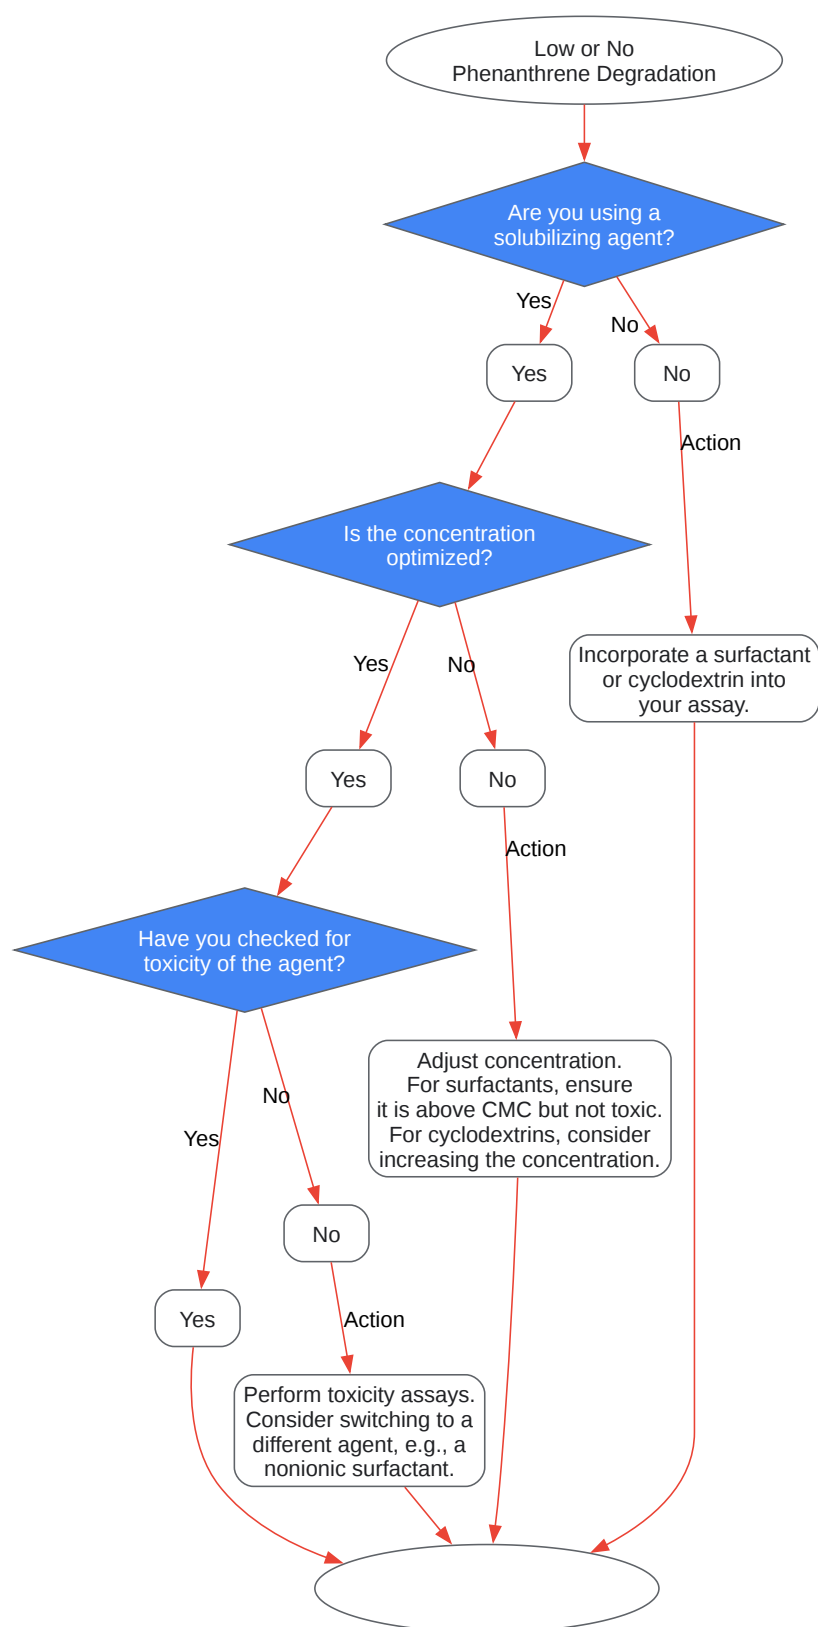 Low or No
Phenanthrene Degradation
Are you using a
solubilizing agent?
Yes
No
Yes
No
Action
Is the concentration
optimized?
Incorporate a surfactant
or cyclodextrin into
your assay.
Yes
No
Yes
No
Action
Have you checked for
toxicity of the agent?
Adjust concentration.
For surfactants, ensure
it is above CMC but not toxic.
For cyclodextrins, consider
increasing the concentration.
No
Yes
No
Yes
Action
Perform toxicity assays.
Consider switching to a
different agent, e.g., a
nonionic surfactant.